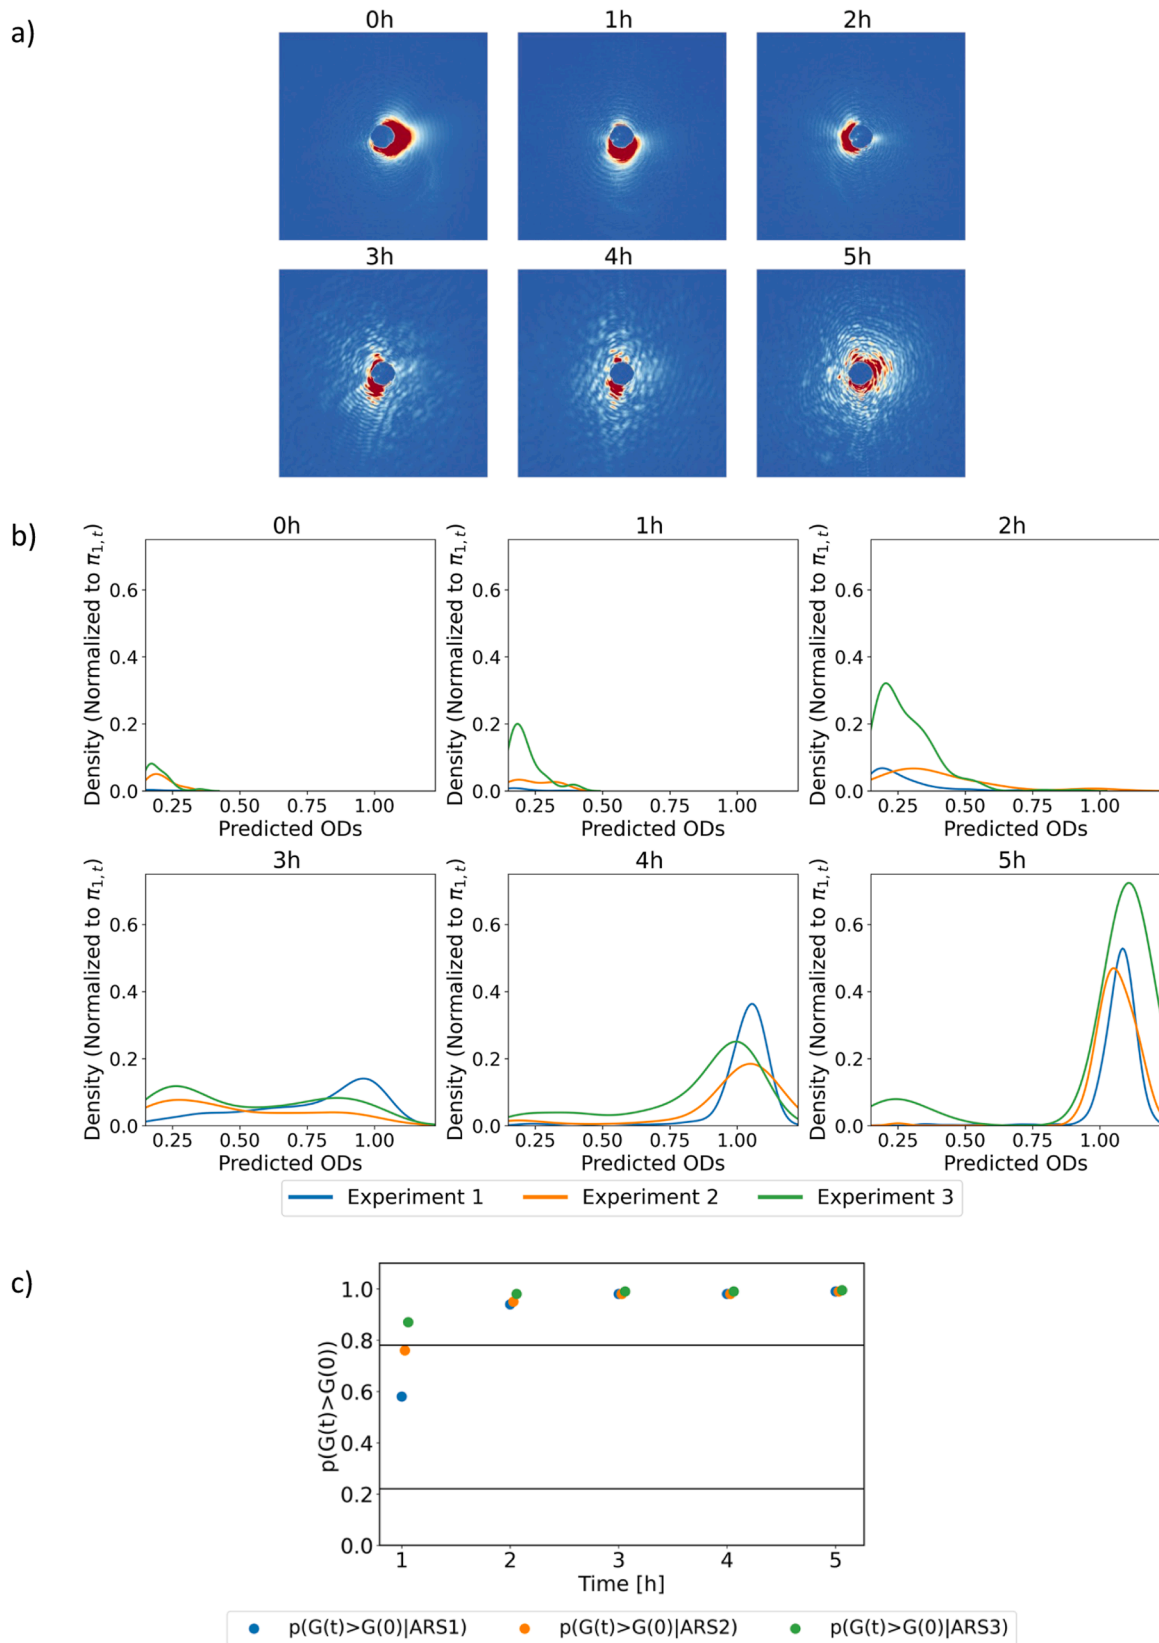 a)
0h 1h 2h
3h 4h 5h
b)
0h 1h 2h
Density (Normalized to π1,t)
0.6
0.4
0.2
0.0
0.25 0.50 0.75 1.00
Predicted ODs
Density (Normalized to π1,t)
0.6
0.4
0.2
0.0
0.25 0.50 0.75 1.00
Predicted ODs
Density (Normalized to π1,t)
0.6
0.4
0.2
0.0
0.25 0.50 0.75 1.00
Predicted ODs
3h 4h 5h
Density (Normalized to π1,t)
0.6
0.4
0.2
0.0
0.25 0.50 0.75 1.00
Predicted ODs
Density (Normalized to π1,t)
0.6
0.4
0.2
0.0
0.25 0.50 0.75 1.00
Predicted ODs
Density (Normalized to π1,t)
0.6
0.4
0.2
0.0
0.25 0.50 0.75 1.00
Predicted ODs
Experiment 1 Experiment 2 Experiment 3
c)
p(G(t)>G(0))
1.0
0.8
0.6
0.4
0.2
0.0
1 2 3 4 5
Time [h]
p(G(t)>G(0)|ARS1) p(G(t)>G(0)|ARS2) p(G(t)>G(0)|ARS3)